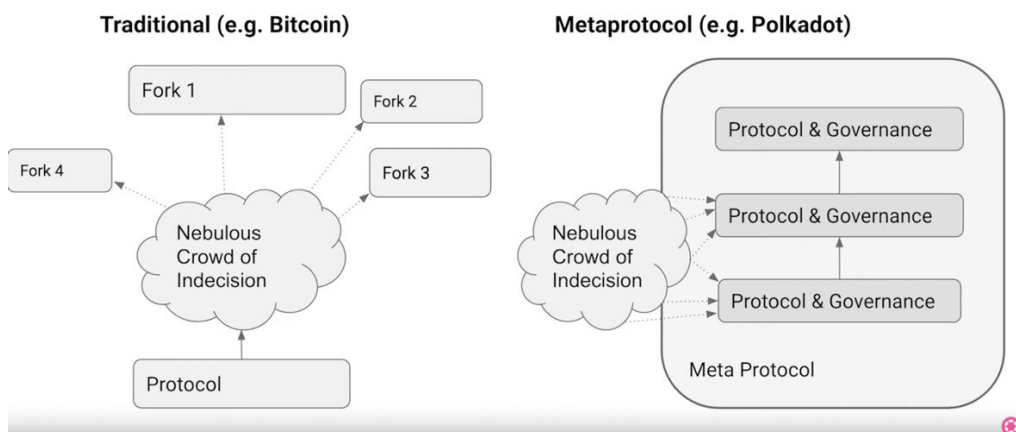 Traditional (e.g. Bitcoin)
Metaprotocol (e.g. Polkadot)
Fork 1
Fork 2
Fork 3
Fork 4
Nebulous
Crowd of
Indecision
Protocol
Protocol & Governance
Protocol & Governance
Nebulous
Crowd of
Indecision
Protocol & Governance
Meta Protocol